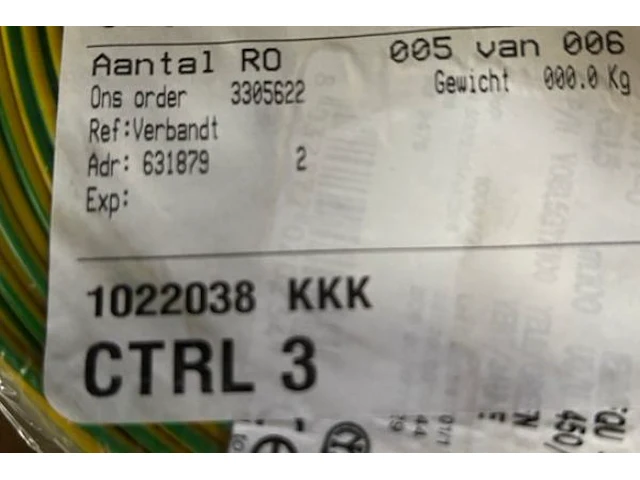 Aantal RO 005 van 006
Ons order 3305622 Gewicht 000.0 Kg
Ref:Verbandt
Adr: 631879 2
Exp:
1022038 KKK
CTRL 3
450/